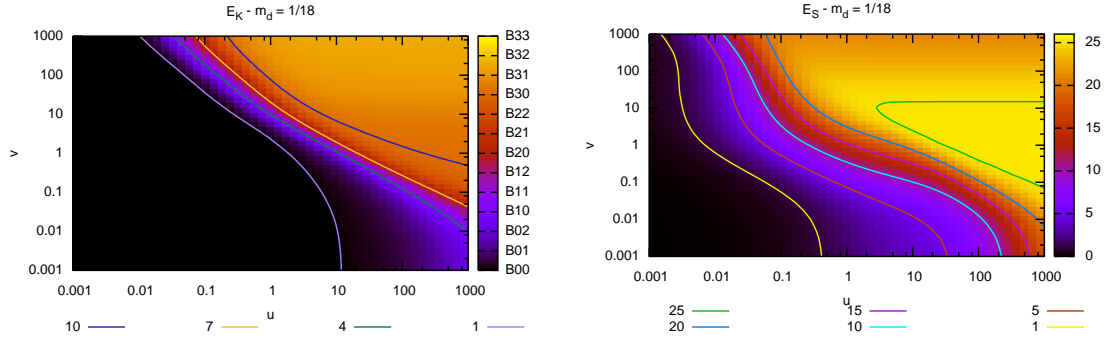 E_K - m_d = 1/18
1000
100
10
1
0.1
0.01
0.001
v
0.001 0.01 0.1 1 10 100 1000
u
B33
B32
B31
B30
B22
B21
B20
B12
B11
B10
B02
B01
B00
10 7 4 1
E_S - m_d = 1/18
1000
100
10
1
0.1
0.01
0.001
v
0.001 0.01 0.1 1 10 100 1000
u
25
20
15
10
5
0
25 15 5
20 10 1